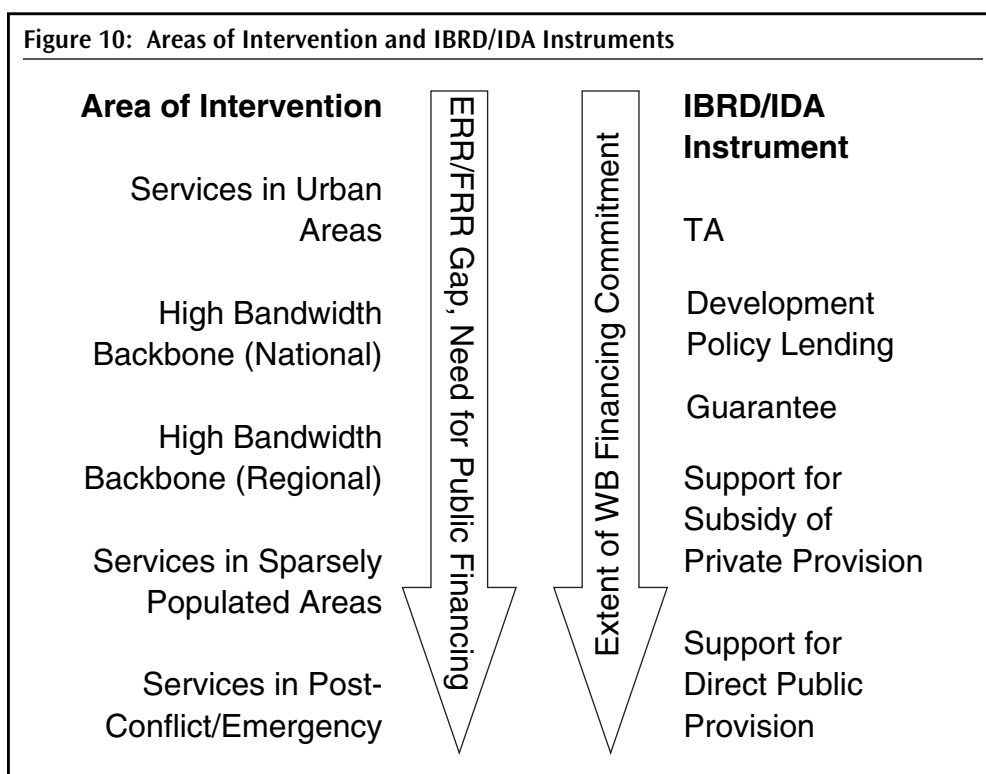 Figure 10: Areas of Intervention and IBRD/IDA Instruments
Area of Intervention
Services in Urban
Areas
High Bandwidth
Backbone (National)
High Bandwidth
Backbone (Regional)
Services in Sparsely
Populated Areas
Services in Post-
Conflict/Emergency
ERR/FRR Gap, Need for Public Financing
Extent of WB Financing Commitment
IBRD/IDA
Instrument
TA
Development
Policy Lending
Guarantee
Support for
Subsidy of
Private Provision
Support for
Direct Public
Provision